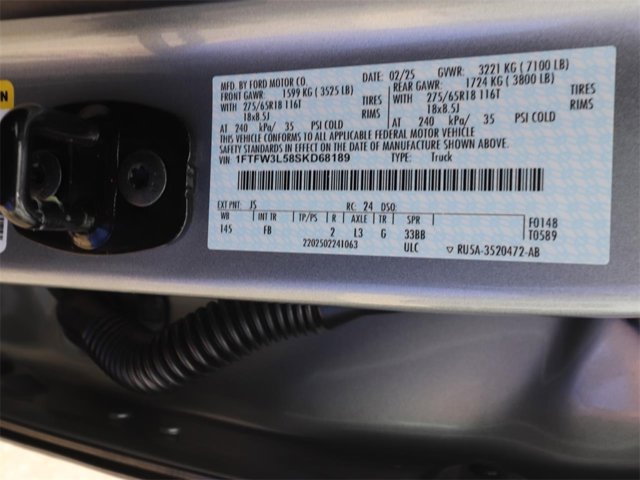 MFD. BY FORD MOTOR CO.
DATE: 02/25 GVWR: 3221 KG ( 7100 LB)
FRONT GAWR: 1599 KG ( 3525 LB) REAR GAWR: 1724 KG ( 3800 LB)
WITH 275/65R18 116T TIRES WITH 275/65R18 116T TIRES
18x8.5J RIMS 18x8.5J RIMS
AT 240 kPa/ 35 PSI COLD AT 240 kPa/ 35 PSI COLD
THIS VEHICLE CONFORMS TO ALL APPLICABLE FEDERAL MOTOR VEHICLE
SAFETY STANDARDS IN EFFECT ON THE DATE OF MANUFACTURE SHOWN ABOVE.
VIN: 1FTFW3L58SKD68189 TYPE: Truck
EXT PNT: JS RC: 24 DSO:
WB INT TR TP/PS R AXLE TR SPR F0148
145 FB 2 L3 G 33BB T0589
2202502241063 ULC ▽ RU5A-3520472-AB